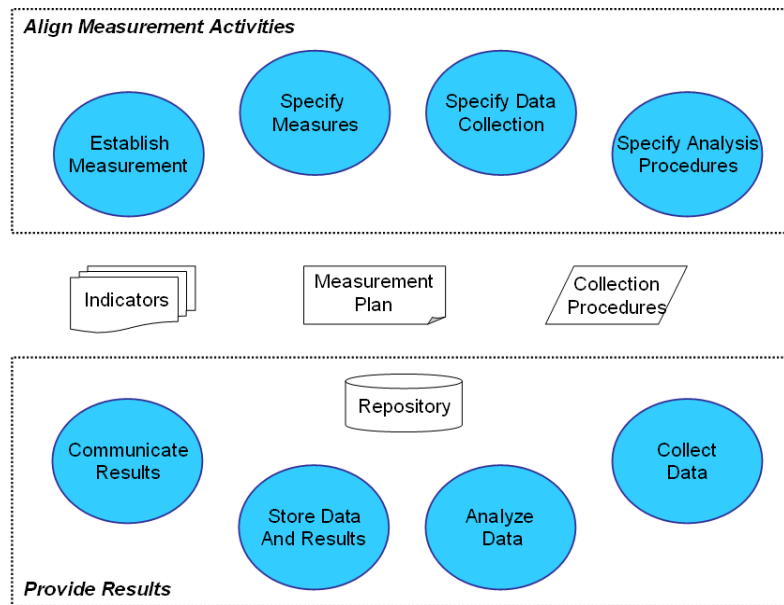 Align Measurement Activities
Establish
Measurement
Specify
Measures
Specify Data
Collection
Specify Analysis
Procedures
Indicators
Measurement
Plan
Collection
Procedures
Repository
Communicate
Results
Store Data
And Results
Analyze
Data
Collect
Data
Provide Results